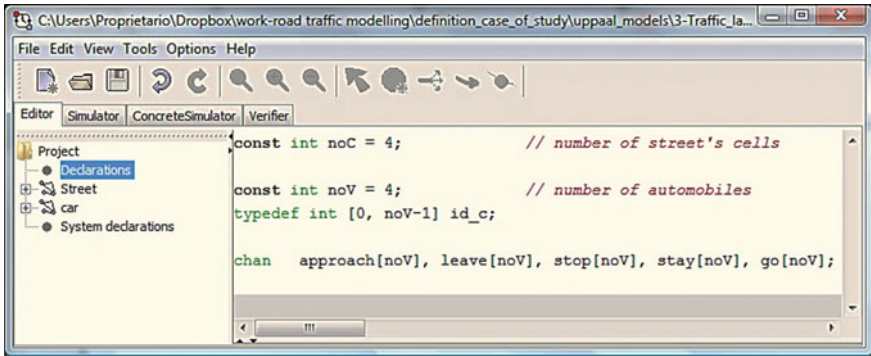 C:\Users\Proprietario\Dropbox\work-road traffic modelling\definition_case_of_study\uppaal_models\3-Traffic_la...
File Edit View Tools Options Help
Editor Simulator ConcreteSimulator Verifier
Project
Declarations
Street
car
System declarations
const int noC = 4; // number of street's cells
const int noV = 4; // number of automobiles
typedef int [0, noV-1] id_c;
chan approach[noV], leave[noV], stop[noV], stay[noV], go[noV];